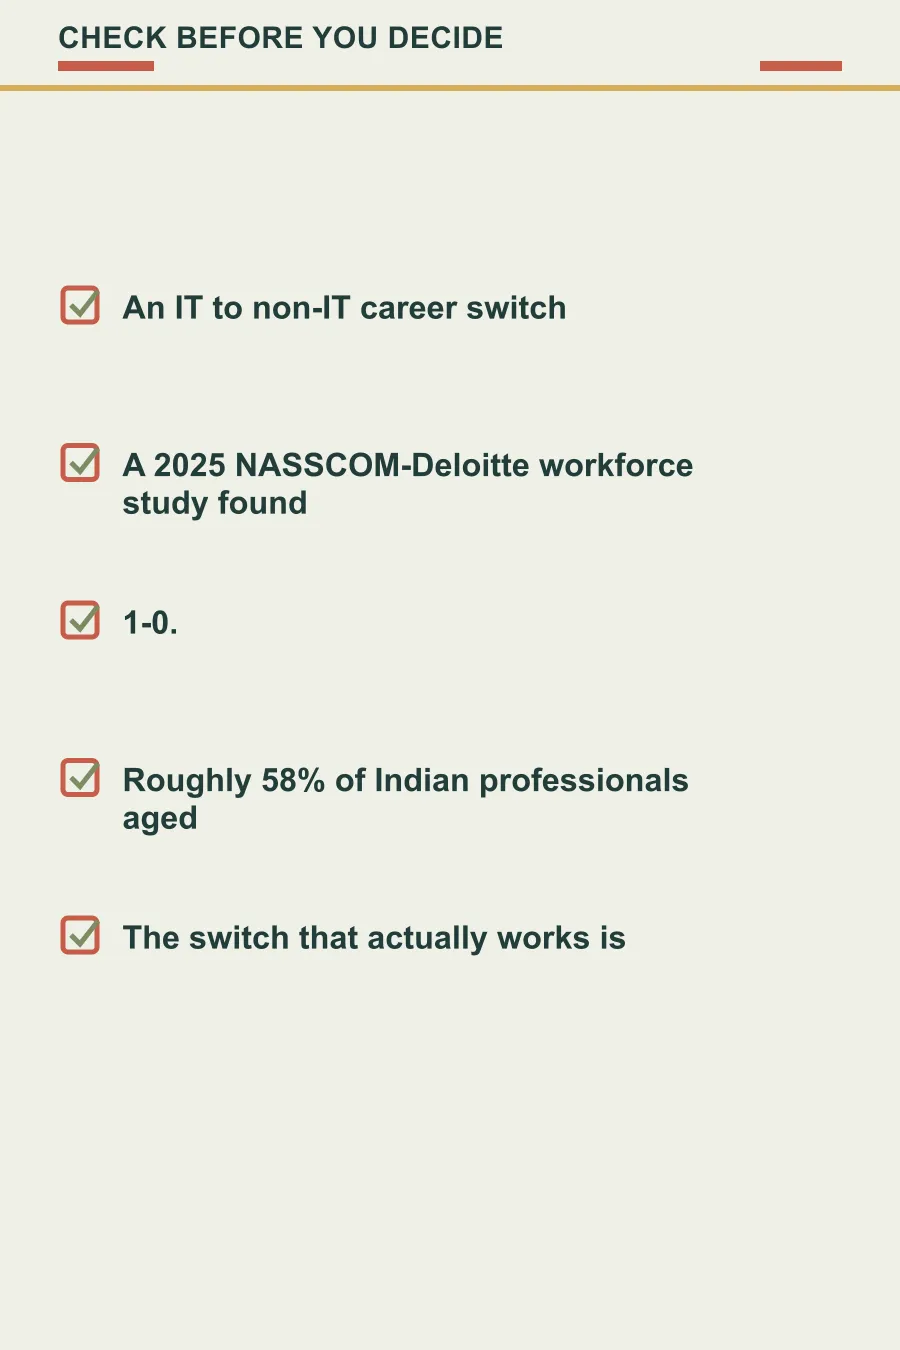 CHECK BEFORE YOU DECIDE
An IT to non-IT career switch
A 2025 NASSCOM-Deloitte workforce
study found
1-0.
Roughly 58% of Indian professionals
aged
The switch that actually works is